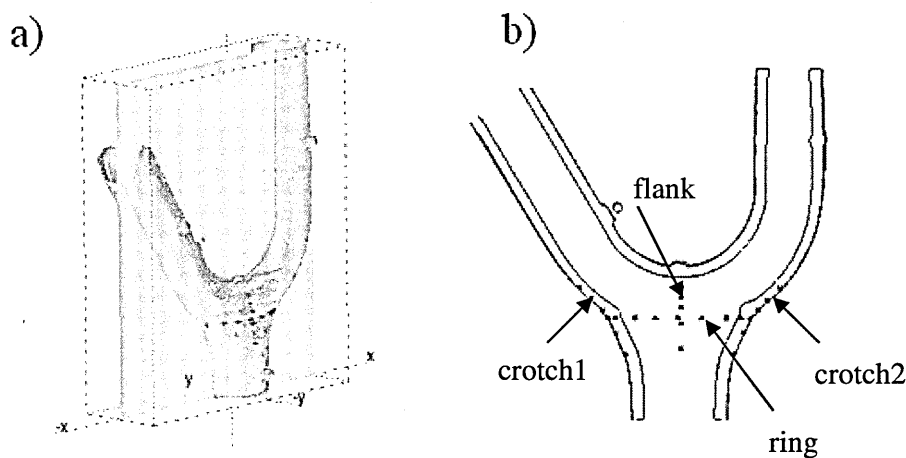 a)
b)
flank
x
y
-y
-x
crotch1
crotch2
ring